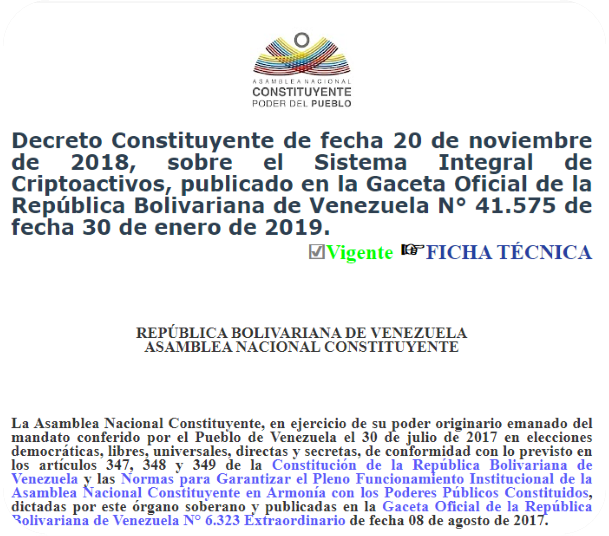 ASAMBLEA NACIONAL
CONSTITUYENTE
PODER DEL PUEBLO
Decreto Constituyente de fecha 20 de noviembre
de 2018, sobre el Sistema Integral de
Criptoactivos, publicado en la Gaceta Oficial de la
República Bolivariana de Venezuela N° 41.575 de
fecha 30 de enero de 2019.
Vigente FICHA TÉCNICA
REPÚBLICA BOLIVARIANA DE VENEZUELA
ASAMBLEA NACIONAL CONSTITUYENTE
La Asamblea Nacional Constituyente, en ejercicio de su poder originario emanado del
mandato conferido por el Pueblo de Venezuela el 30 de julio de 2017 en elecciones
democráticas, libres, universales, directas y secretas, de conformidad con lo previsto en
los artículos 347, 348 y 349 de la Constitución de la República Bolivariana de
Venezuela y las Normas para Garantizar el Pleno Funcionamiento Institucional de la
Asamblea Nacional Constituyente en Armonía con los Poderes Públicos Constituidos,
dictadas por este órgano soberano y publicadas en la Gaceta Oficial de la República
Bolivariana de Venezuela N° 6.323 Extraordinario de fecha 08 de agosto de 2017.